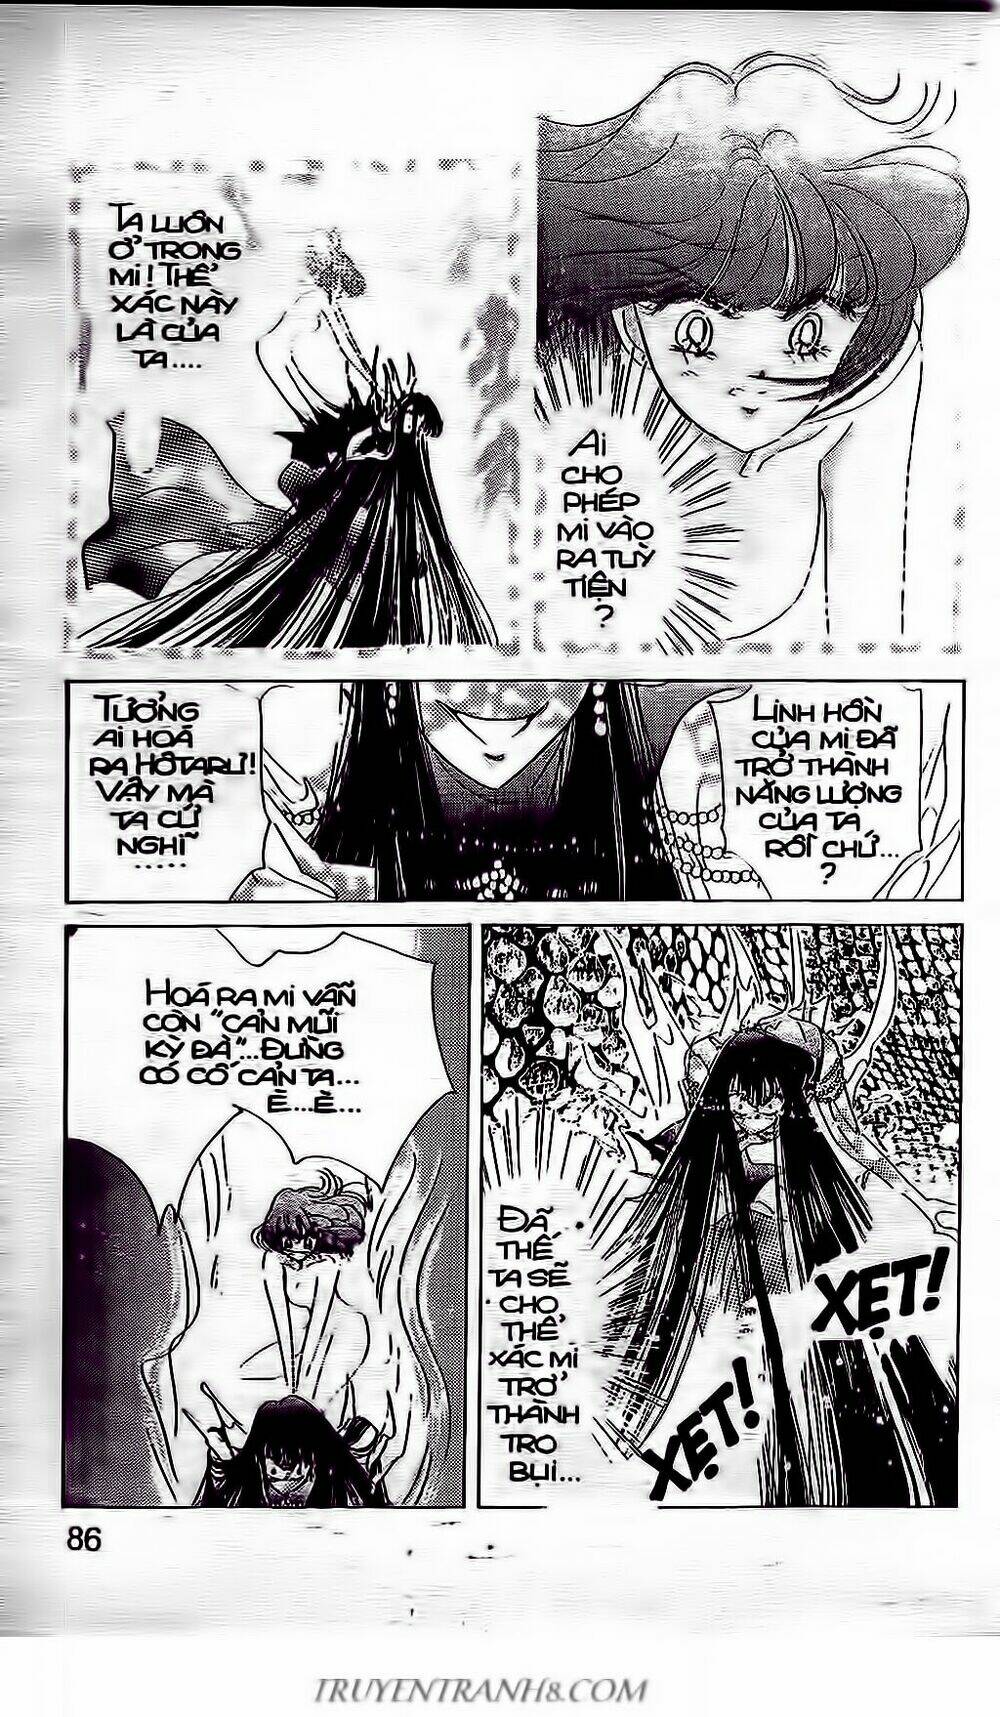 TA LUÔN
Ở TRONG
MI! THỂ
XÁC NÀY
LÀ CỦA
TA....
AI
CHO
PHÉP
MI VÀO
RA TUỲ
TIỆN
?
TƯỞNG
AI HOÁ
RA HÔTARU!
VẬY MÀ
TA CỨ
NGHĨ
.....
LINH HỒN
CỦA MI ĐÃ
TRỞ THÀNH
NĂNG LƯỢNG
CỦA TA
RỒI CHỨ...
?
HOÁ RA MI VẪN
CÒN "CẢN MŨI
KỲ ĐÀ"...ĐỪNG
CÓ CỐ CẢN TA...
È...È...
ĐÃ
THẾ
TA SẼ
CHO
THỂ
XÁC MI
TRỞ
THÀNH
TRO
BỤI...
XẸT!
XẸT!
86
TRUYENTRANH8.COM